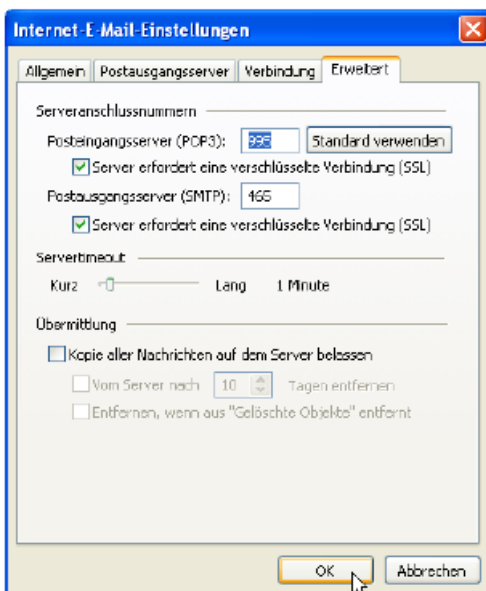 Internet-E-Mail-Einstellungen
Allgemein Postausgangsserver Verbindung Erweitert
Serveranschlussnummern
Posteingangsserver (POP3): 995 Standard verwenden
Server erfordert eine verschlüsselte Verbindung (SSL)
Postausgangsserver (SMTP): 465
Server erfordert eine verschlüsselte Verbindung (SSL)
Servertimeout
Kurz Lang 1 Minute
Übermittlung
Kopie aller Nachrichten auf dem Server belassen
Vom Server nach 10 Tagen entfernen
Entfernen, wenn aus "Gelöschte Objekte" entfernt
OK Abbrechen